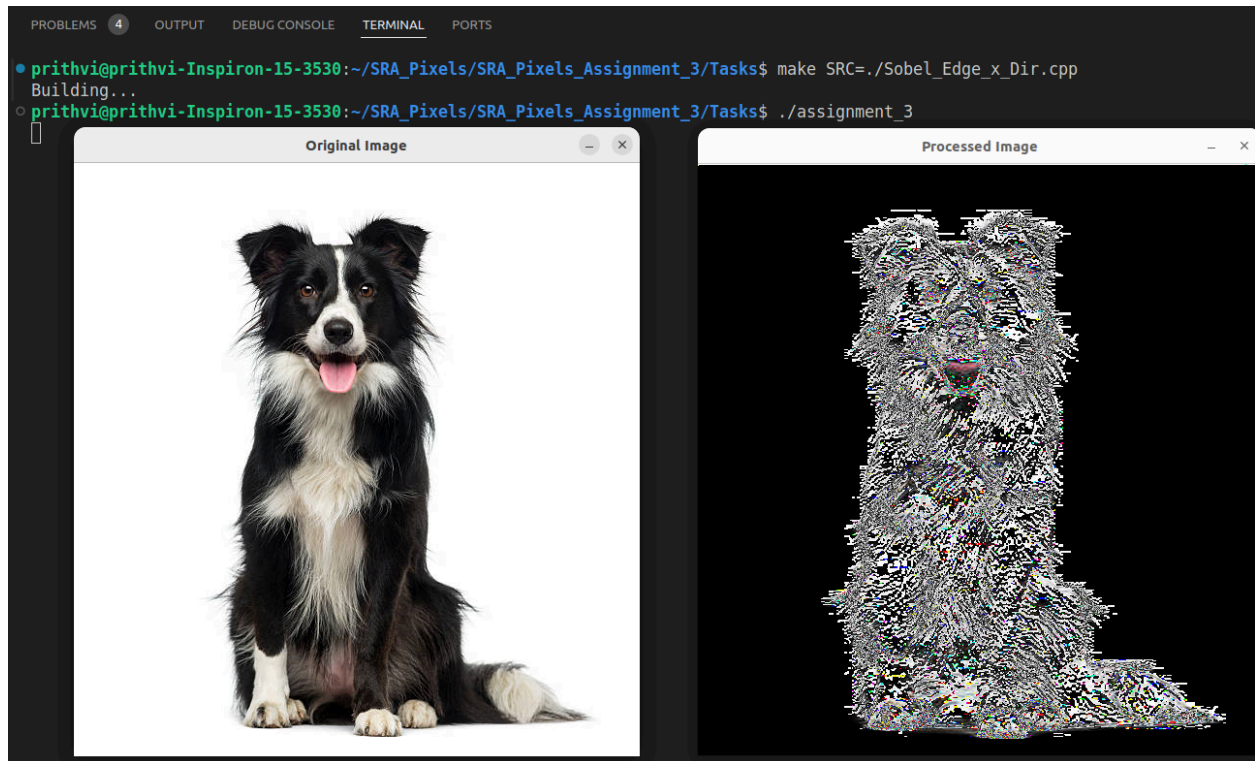 PROBLEMS 4 OUTPUT DEBUG CONSOLE TERMINAL PORTS
prithvi@prithvi-Inspiron-15-3530:~/SRA_Pixels/SRA_Pixels_Assignment_3/Tasks$ make SRC=./Sobel_Edge_x_Dir.cpp
Building...
prithvi@prithvi-Inspiron-15-3530:~/SRA_Pixels/SRA_Pixels_Assignment_3/Tasks$ ./assignment_3
Original Image
Processed Image